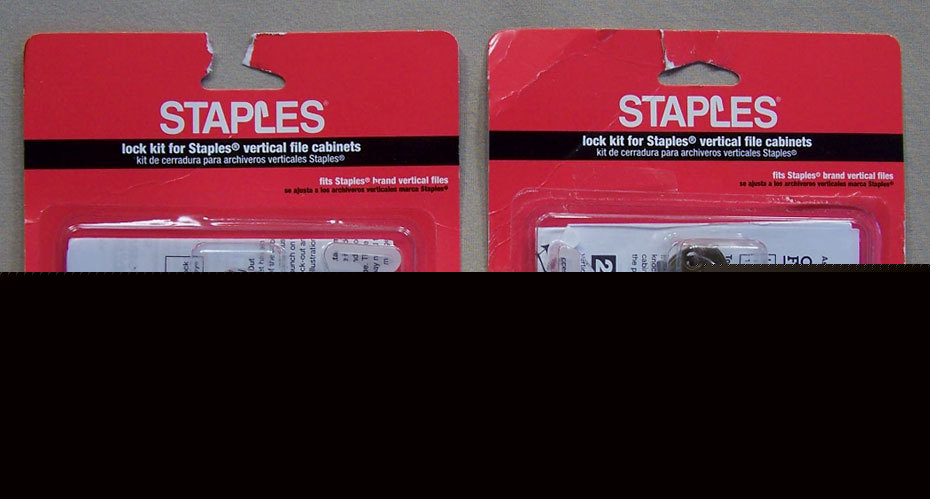 STAPLES®
lock kit for Staples® vertical file cabinets
kit de cerradura para archiveros verticales Staples®
fits Staples® brand vertical files
se ajusta a los archiveros verticales marca Staples®
STAPLES®
lock kit for Staples® vertical file cabinets
kit de cerradura para archiveros verticales Staples®
fits Staples® brand vertical files
se ajusta a los archiveros verticales marca Staples®
2